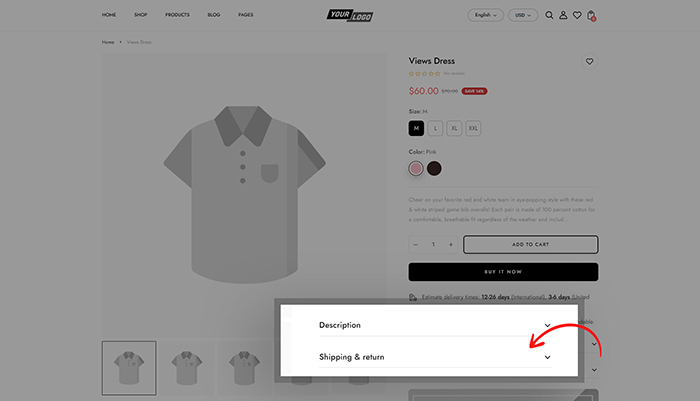 HOME
SHOP
PRODUCTS
BLOG
PAGES
YOUR LOGO
English
USD
Home • Views Dress
Views Dress
No reviews
$60.00 $70.00 SAVE 14%
Size: M
M
L
XL
XXL
Color: Pink
Cheer on your favorite red and white team in eye-popping style with these red
& white striped game bib overalls! Each pair is made of 100 percent cotton for
a comfortable, breathable fit regardless of the weather and includ...
1
ADD TO CART
BUY IT NOW
Estimate delivery times: 12-26 days (International), 3-6 days (United
Description
Shipping & return